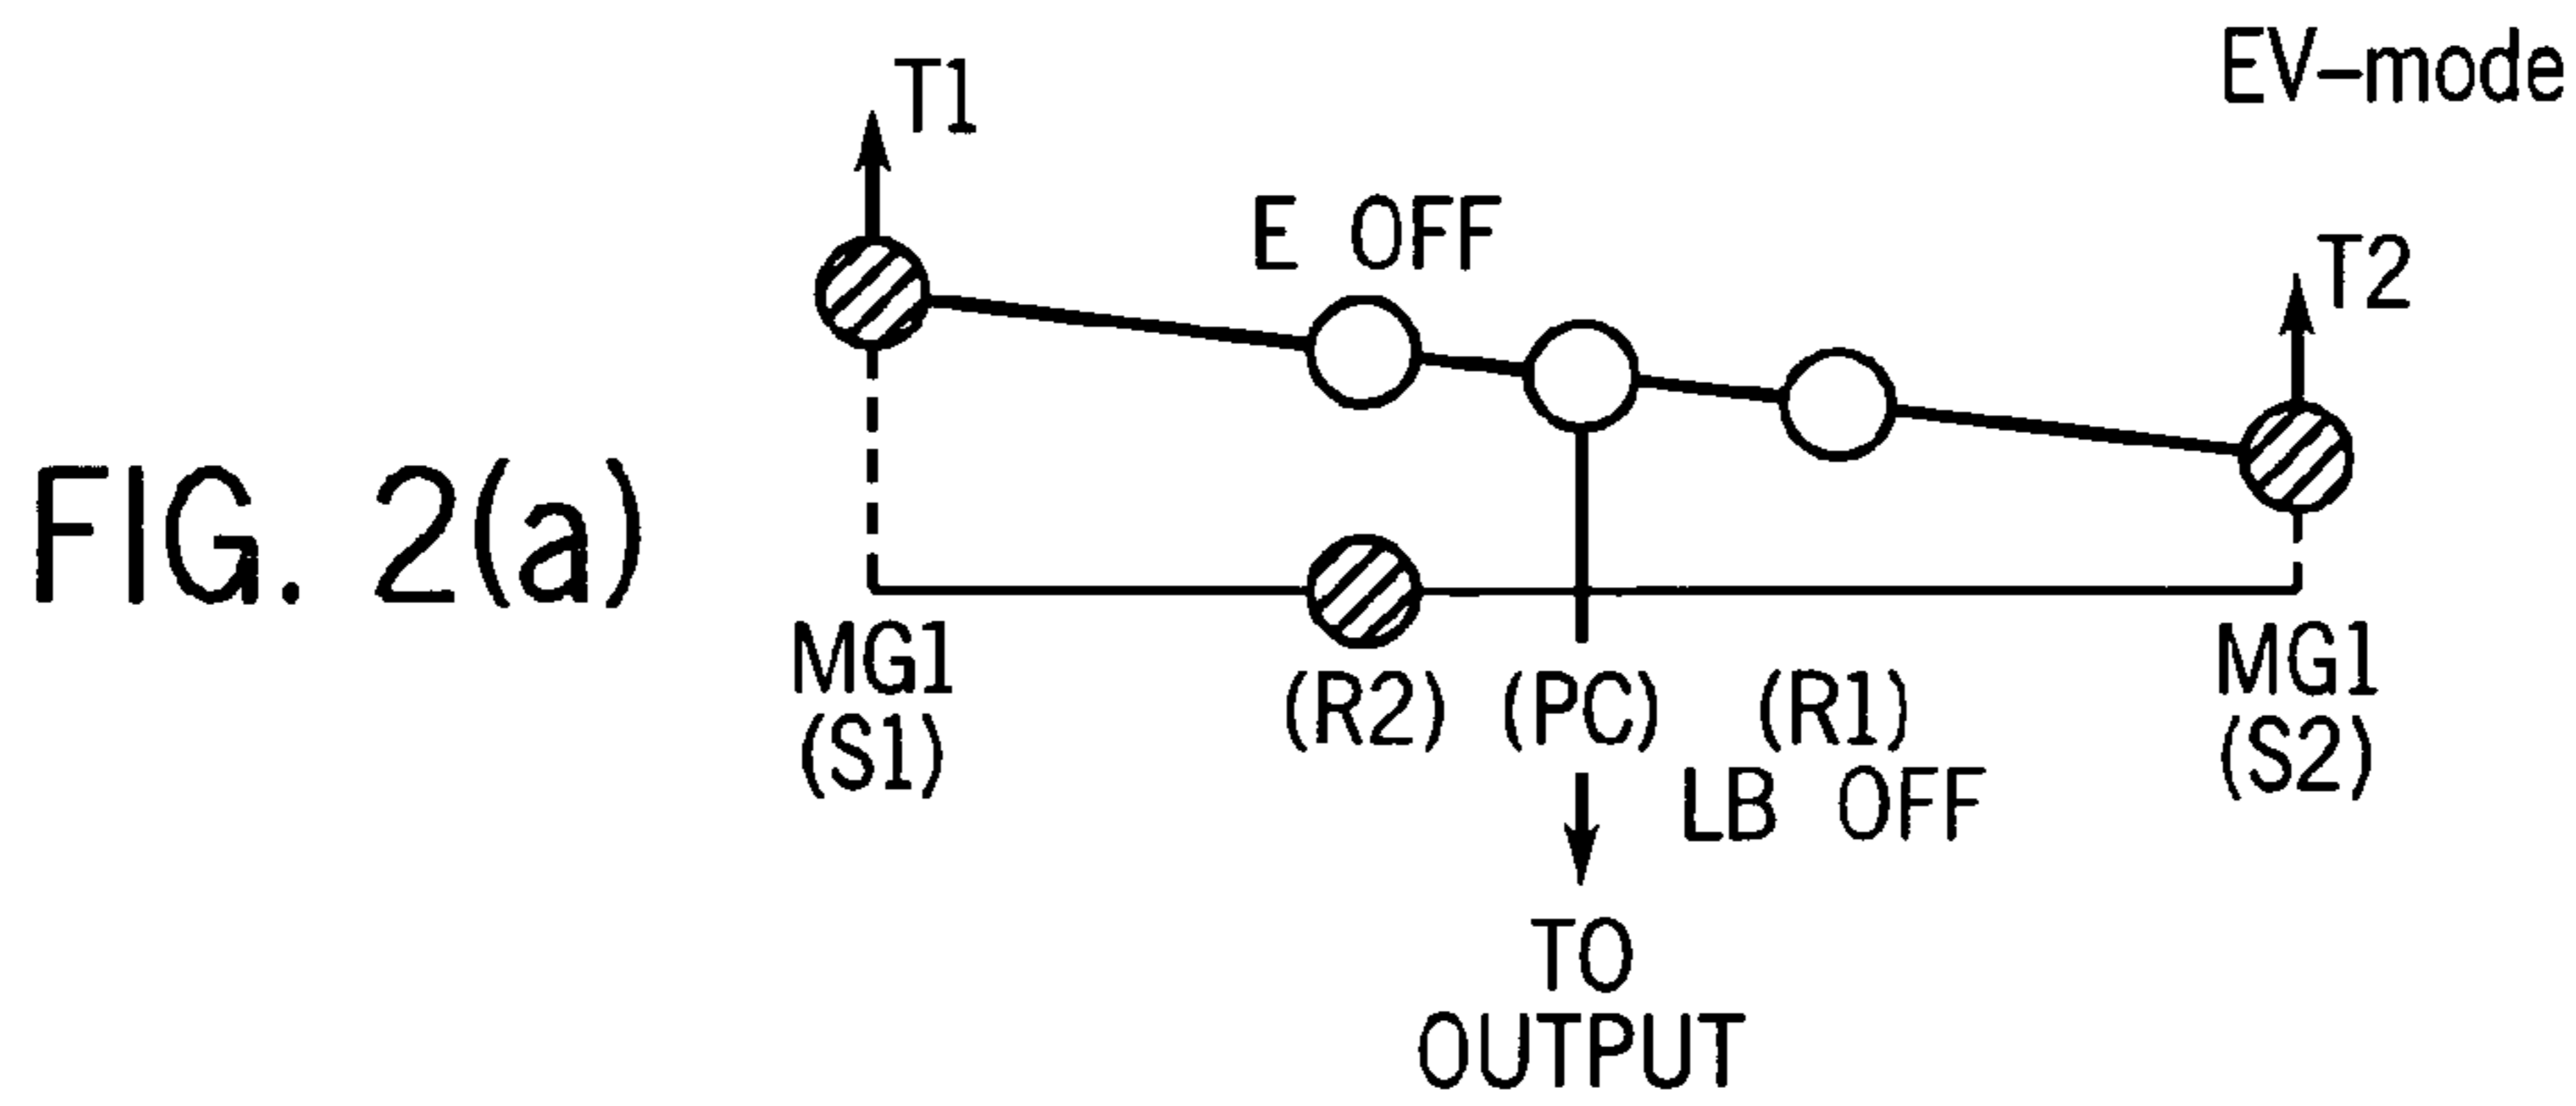 EV-mode
T1
E OFF
T2
FIG. 2(a)
MG1
(S1)
(R2) (PC) (R1)
LB OFF
MG1
(S2)
TO
OUTPUT